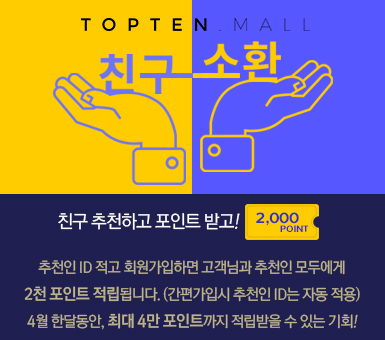 TOPTEN.MALL
친구 소환
친구 추천하고 포인트 받고! 2,000 POINT
추천인 ID 적고 회원가입하면 고객님과 추천인 모두에게
2천 포인트 적립됩니다. (간편가입시 추천인 ID는 자동 적용)
4월 한달동안, 최대 4만 포인트까지 적립받을 수 있는 기회!